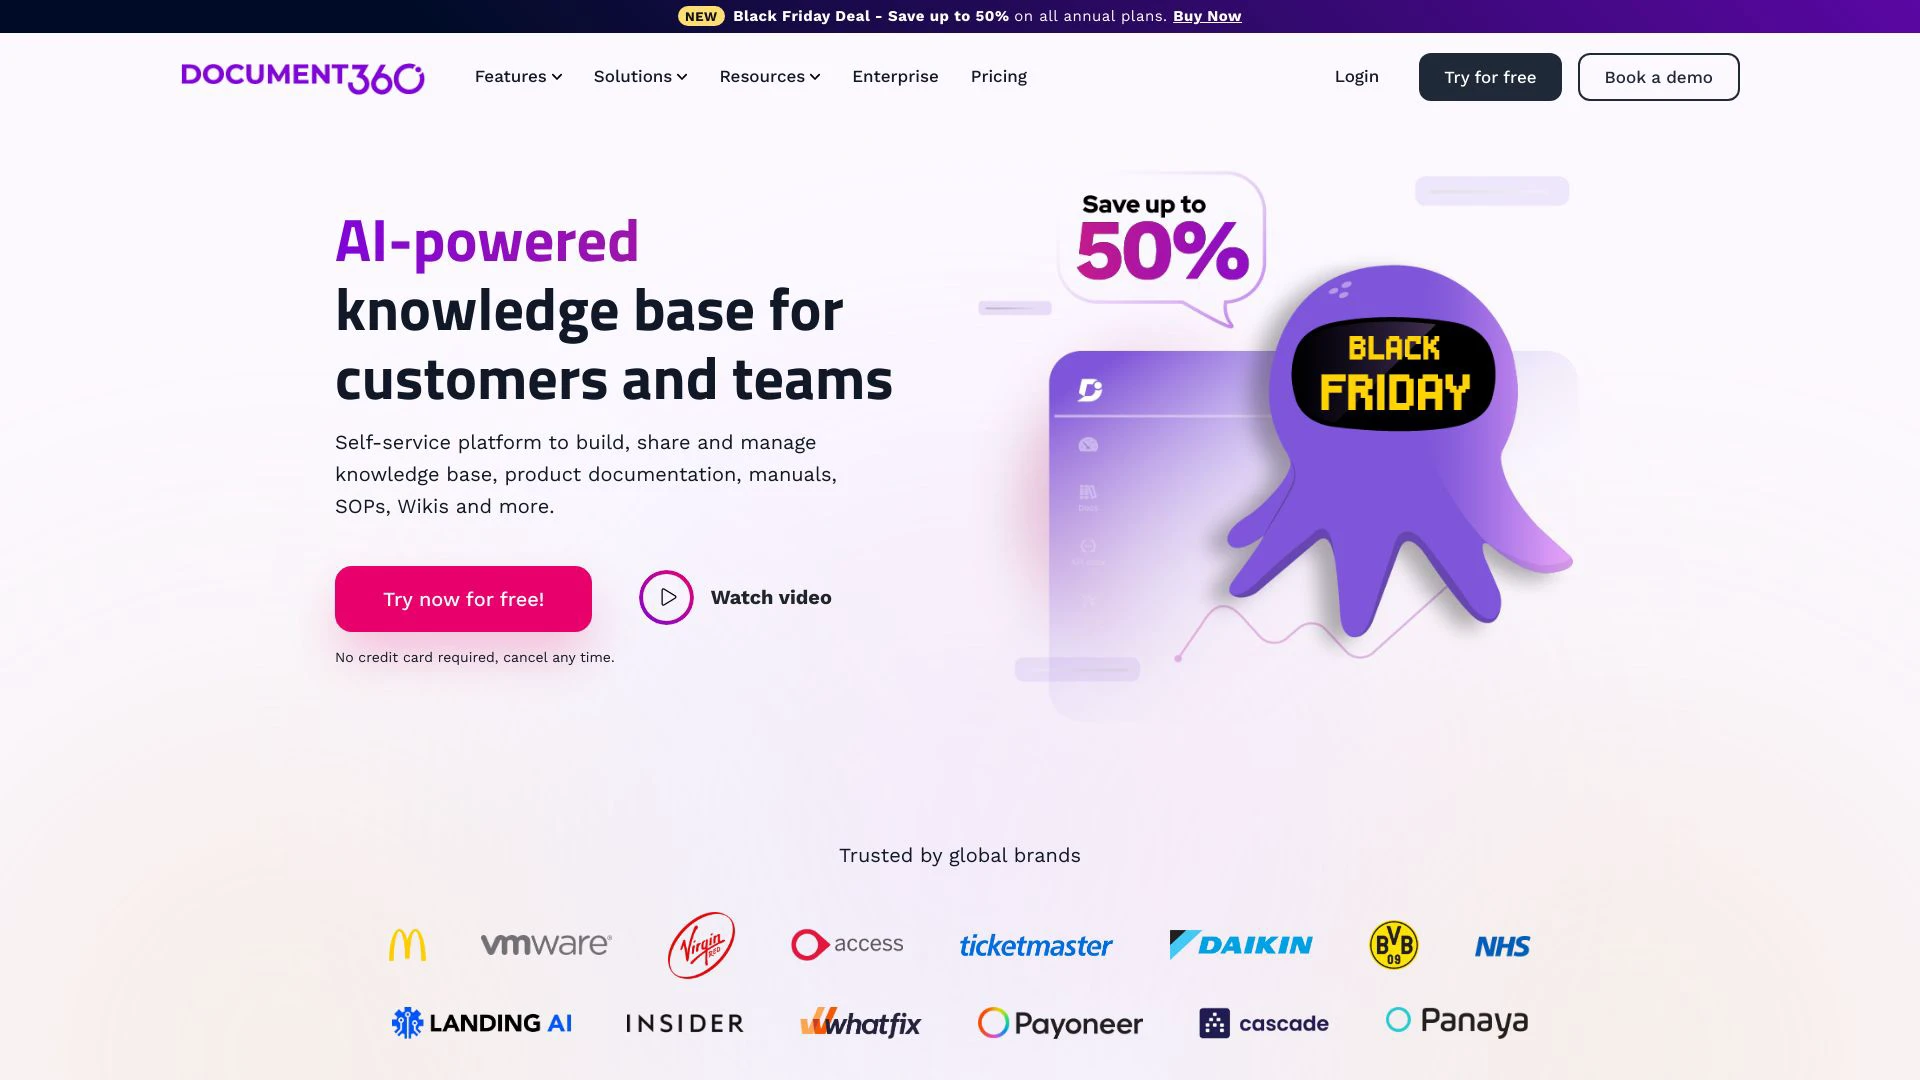 NEW Black Friday Deal - Save up to 50% on all annual plans. Buy Now
DOCUMENT360
Features
Solutions
Resources
Enterprise
Pricing
Login
Try for free
Book a demo
AI-powered
knowledge base for
customers and teams
Self-service platform to build, share and manage
knowledge base, product documentation, manuals,
SOPs, Wikis and more.
Try now for free!
Watch video
No credit card required, cancel any time.
Save up to
50%
BLACK
FRIDAY
Docs
Trusted by global brands
vmware®
Virgin
RED
access
ticketmaster
DAIKIN
BVB
09
NHS
LANDING AI
INSIDER
whatfix
Payoneer
cascade
Panaya